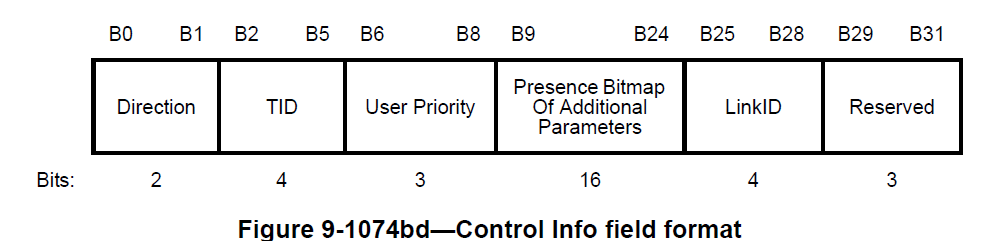 B0 B1 B2 B5 B6 B8 B9 B24 B25 B28 B29 B31
Direction TID User Priority Presence Bitmap Of Additional Parameters LinkID Reserved
Bits: 2 4 3 16 4 3
Figure 9-1074bd—Control Info field format